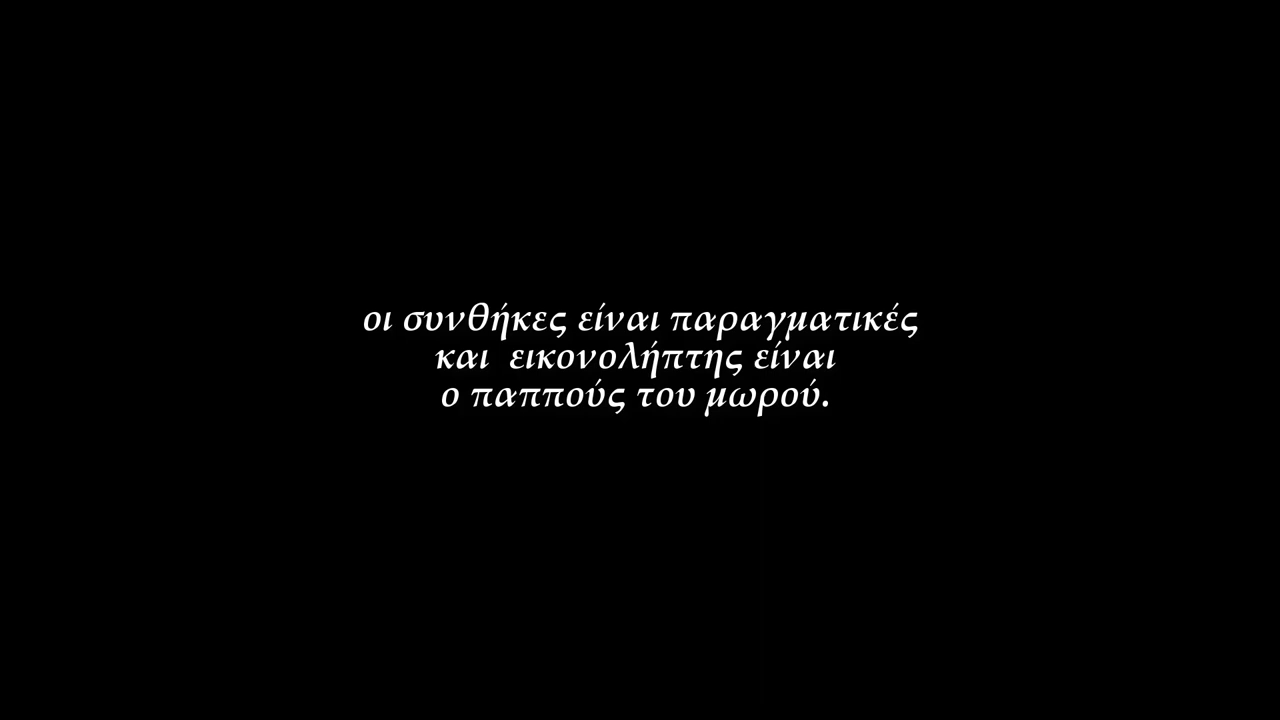 οι συνθήκες είναι παραγματικές
και  εικονολήπτης είναι
ο παππούς του μωρού.